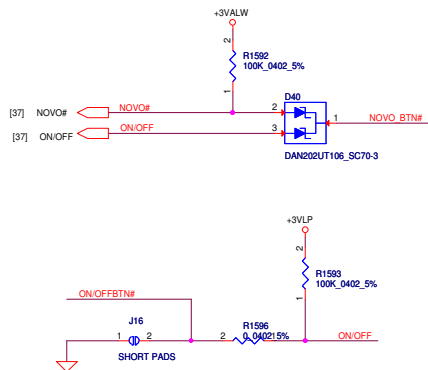 +3VALW
2
R1592
100K_0402_5%
1
D40
[37] NOVO# NOVO# 2
1 NOVO_BTN#
[37] ON/OFF ON/OFF 3
DAN202UT106_SC70-3
+3VLP
2
R1593
100K_0402_5%
1
ON/OFFBTN#
J16
R1596
1 2 2 0_0402_5% 1 ON/OFF
SHORT PADS